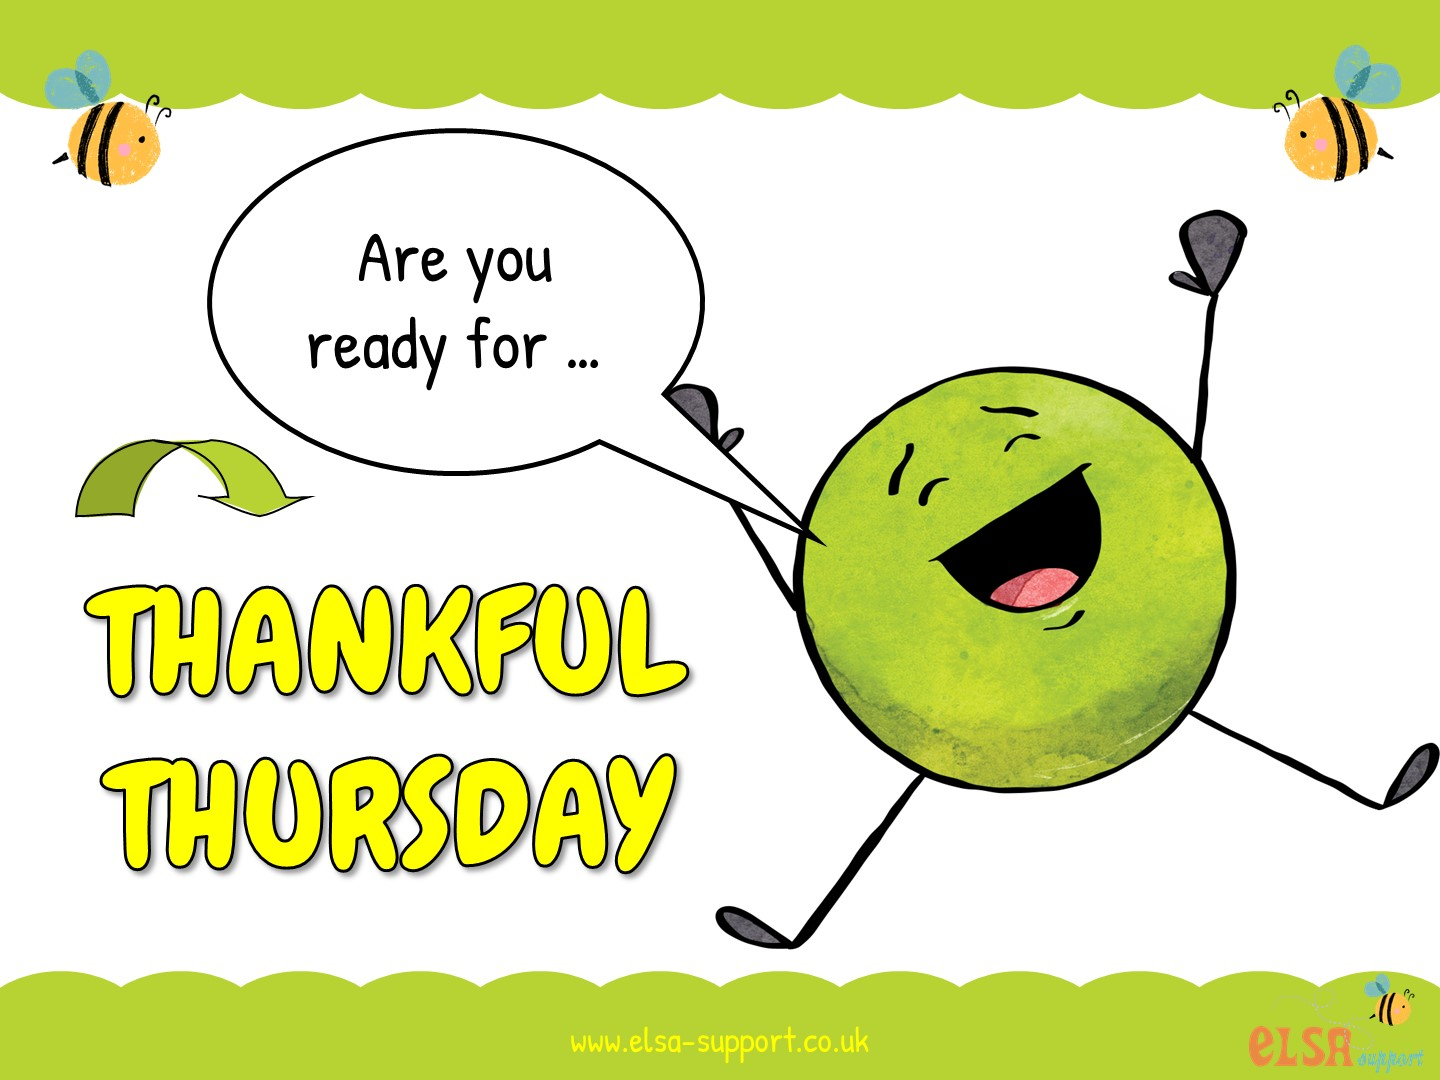 Are you
ready for ...
THANKFUL
THURSDAY
www.elsa-support.co.uk
ELSA
support